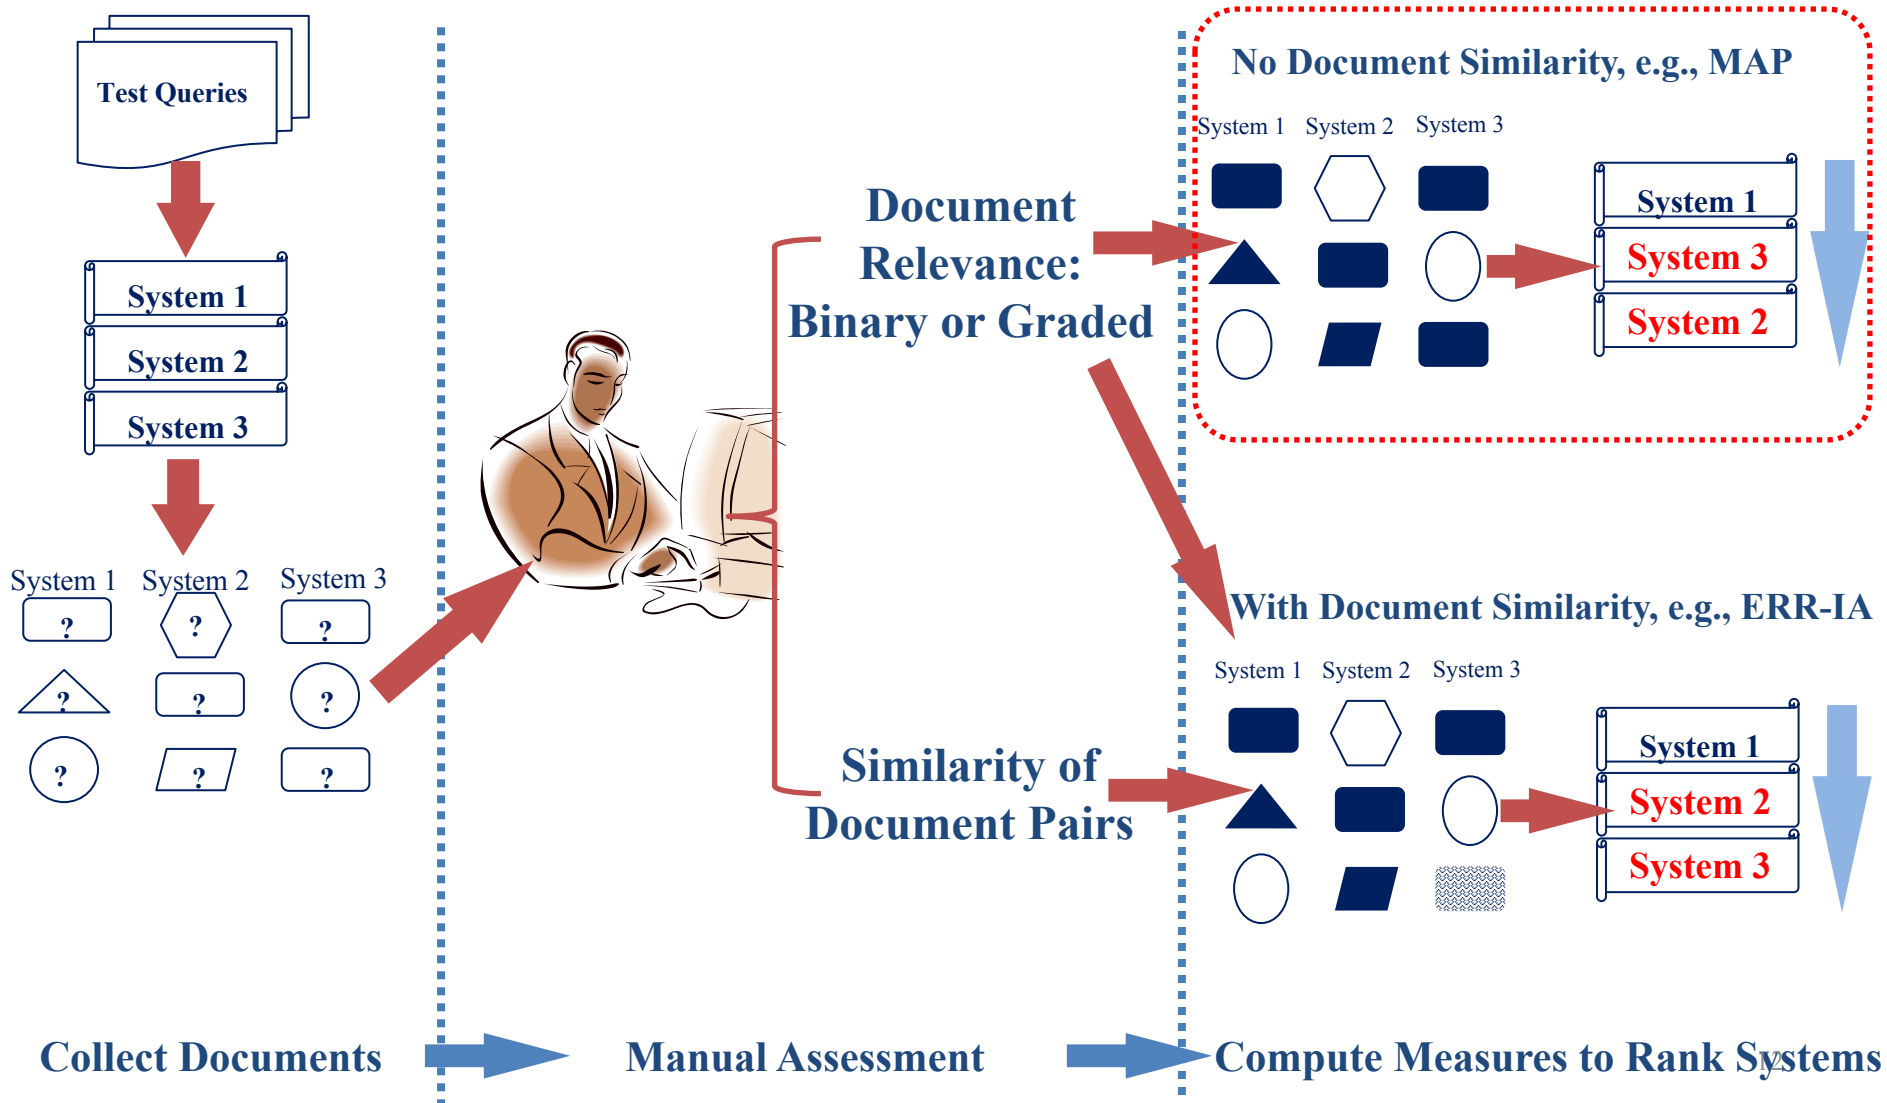 Test Queries
System 1
System 2
System 3
System 1 System 2 System 3
? ? ?
? ? ?
? ? ?
Collect Documents
Document
Relevance:
Binary or Graded
Similarity of
Document Pairs
Manual Assessment
No Document Similarity, e.g., MAP
System 1 System 2 System 3
System 1
System 3
System 2
With Document Similarity, e.g., ERR-IA
System 1 System 2 System 3
System 1
System 2
System 3
Compute Measures to Rank Systems
12